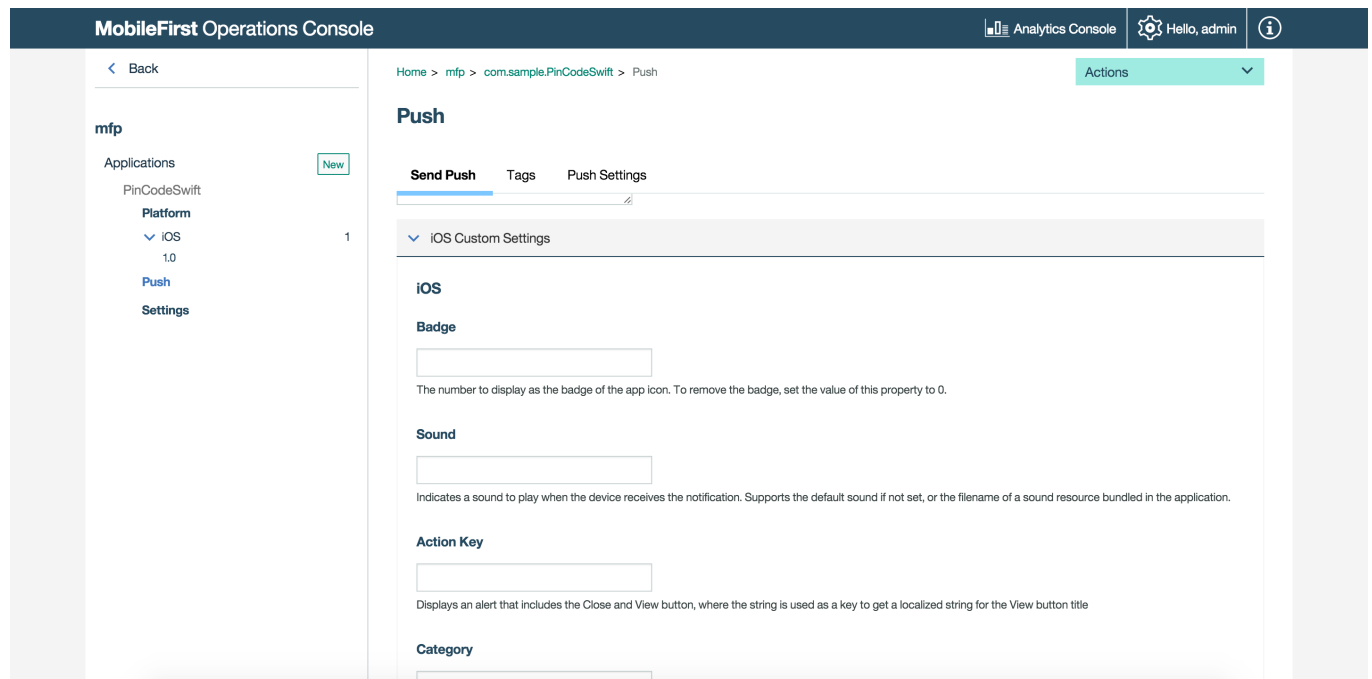 MobileFirst Operations Console
Analytics Console
Hello, admin
Back
Home > mfp > com.sample.PinCodeSwift > Push
Actions
mfp
Push
Applications
New
PinCodeSwift
Platform
iOS 1
1.0
Push
Settings
Send Push Tags Push Settings
iOS Custom Settings
iOS
Badge
The number to display as the badge of the app icon. To remove the badge, set the value of this property to 0.
Sound
Indicates a sound to play when the device receives the notification. Supports the default sound if not set, or the filename of a sound resource bundled in the application.
Action Key
Displays an alert that includes the Close and View button, where the string is used as a key to get a localized string for the View button title
Category